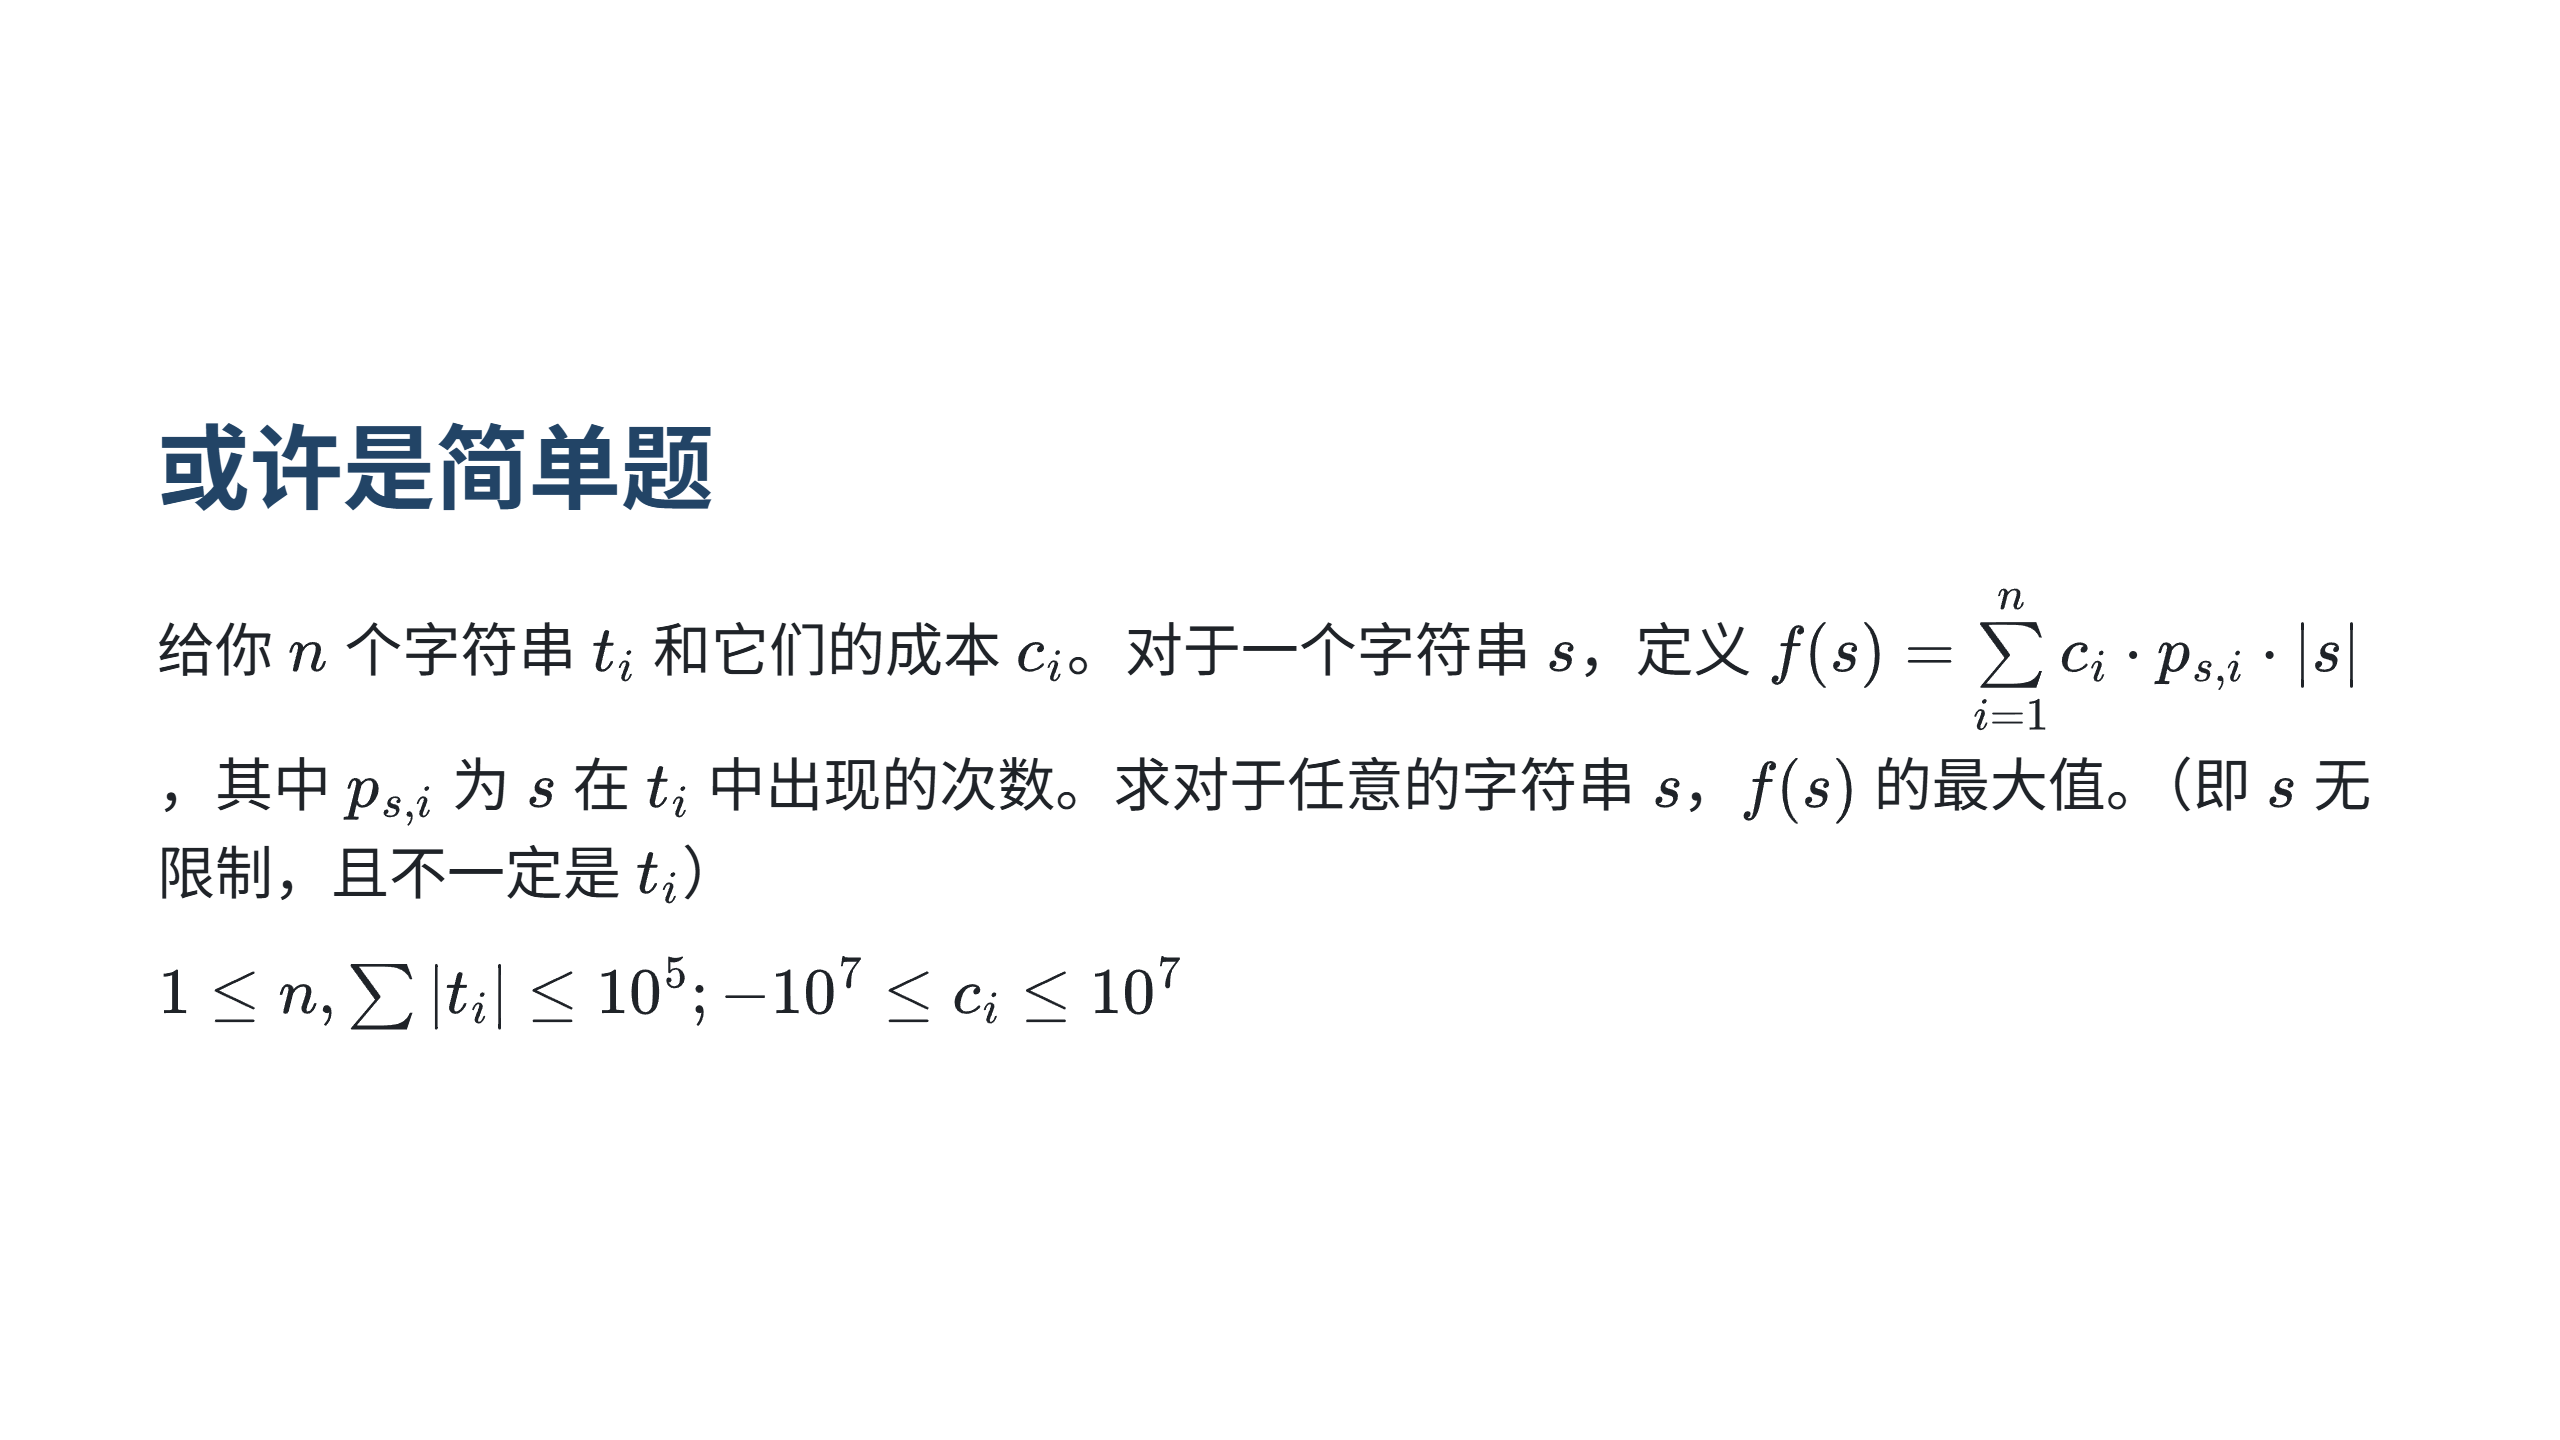 或许是简单题
给你 n 个字符串 t_i 和它们的成本 c_i。对于一个字符串 s，定义 f(s) = \sum_{i=1}^{n} c_i · p_{s,i} · |s|
，其中 p_{s,i} 为 s 在 t_i 中出现的次数。求对于任意的字符串 s，f(s) 的最大值。（即 s 无
限制，且不一定是 t_i）
1 ≤ n, \sum |t_i| ≤ 10^5; −10^7 ≤ c_i ≤ 10^7